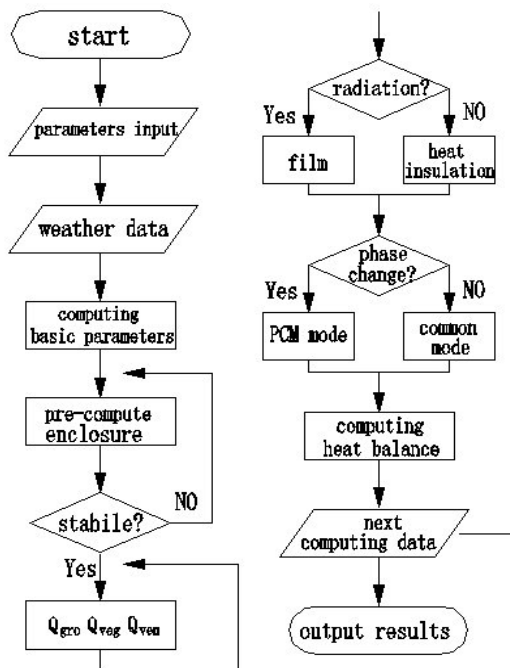 start
parameters input
weather data
computing
basic parameters
pre-compute
enclosure
stabile?
NO
Yes
Qgro Qveg Qven
radiation?
Yes
NO
film
heat
insulation
phase
change?
Yes
NO
PCM mode
common
mode
computing
heat balance
next
computing data
output results